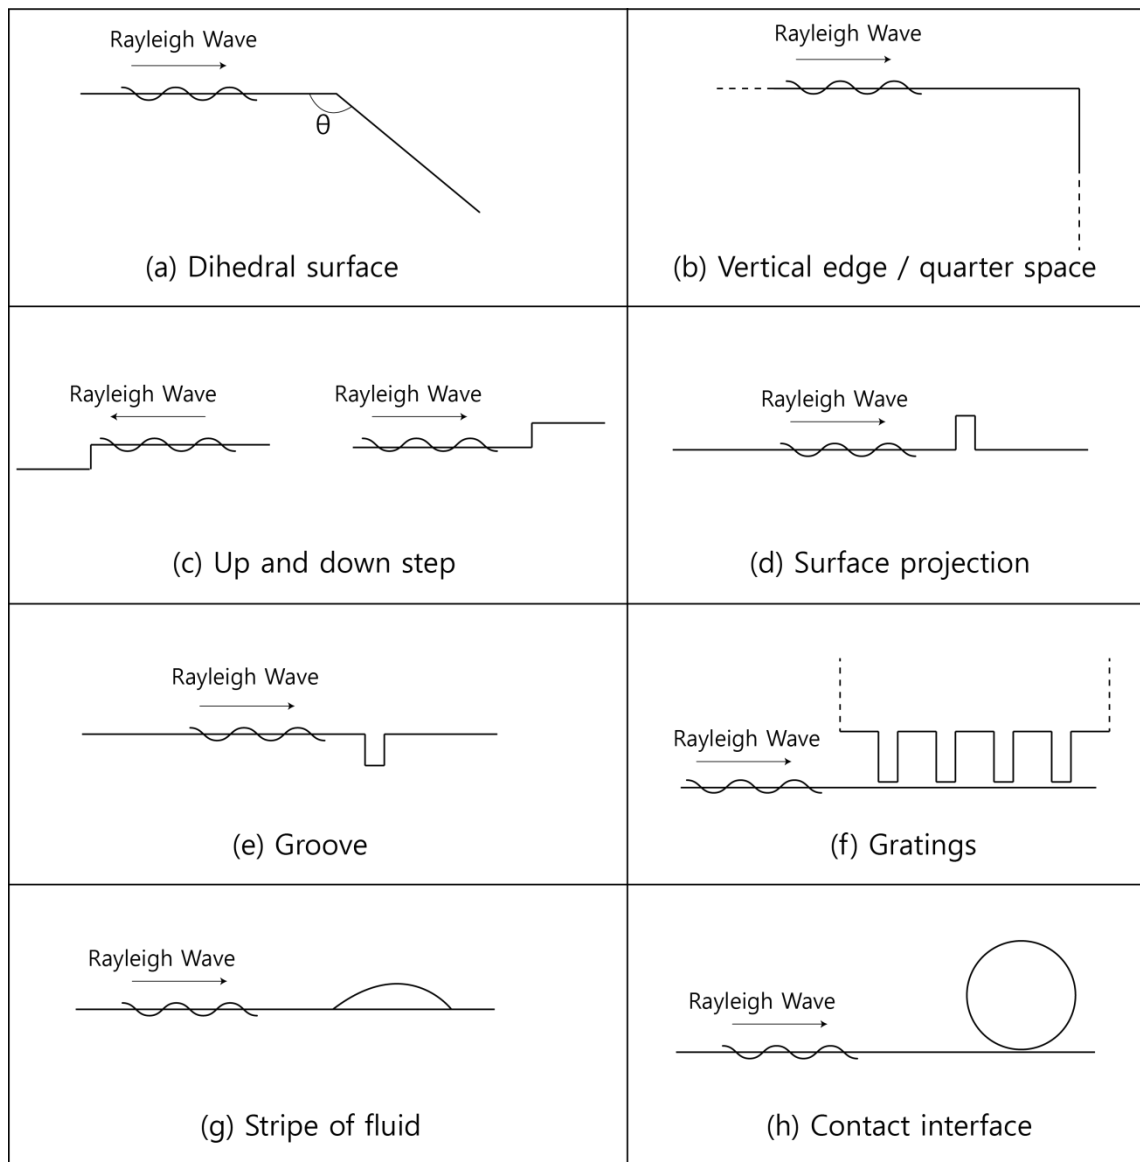 Rayleigh Wave
θ
(a) Dihedral surface
Rayleigh Wave
(b) Vertical edge / quarter space
Rayleigh Wave
Rayleigh Wave
(c) Up and down step
Rayleigh Wave
(d) Surface projection
Rayleigh Wave
(e) Groove
Rayleigh Wave
(f) Gratings
Rayleigh Wave
(g) Stripe of fluid
Rayleigh Wave
(h) Contact interface